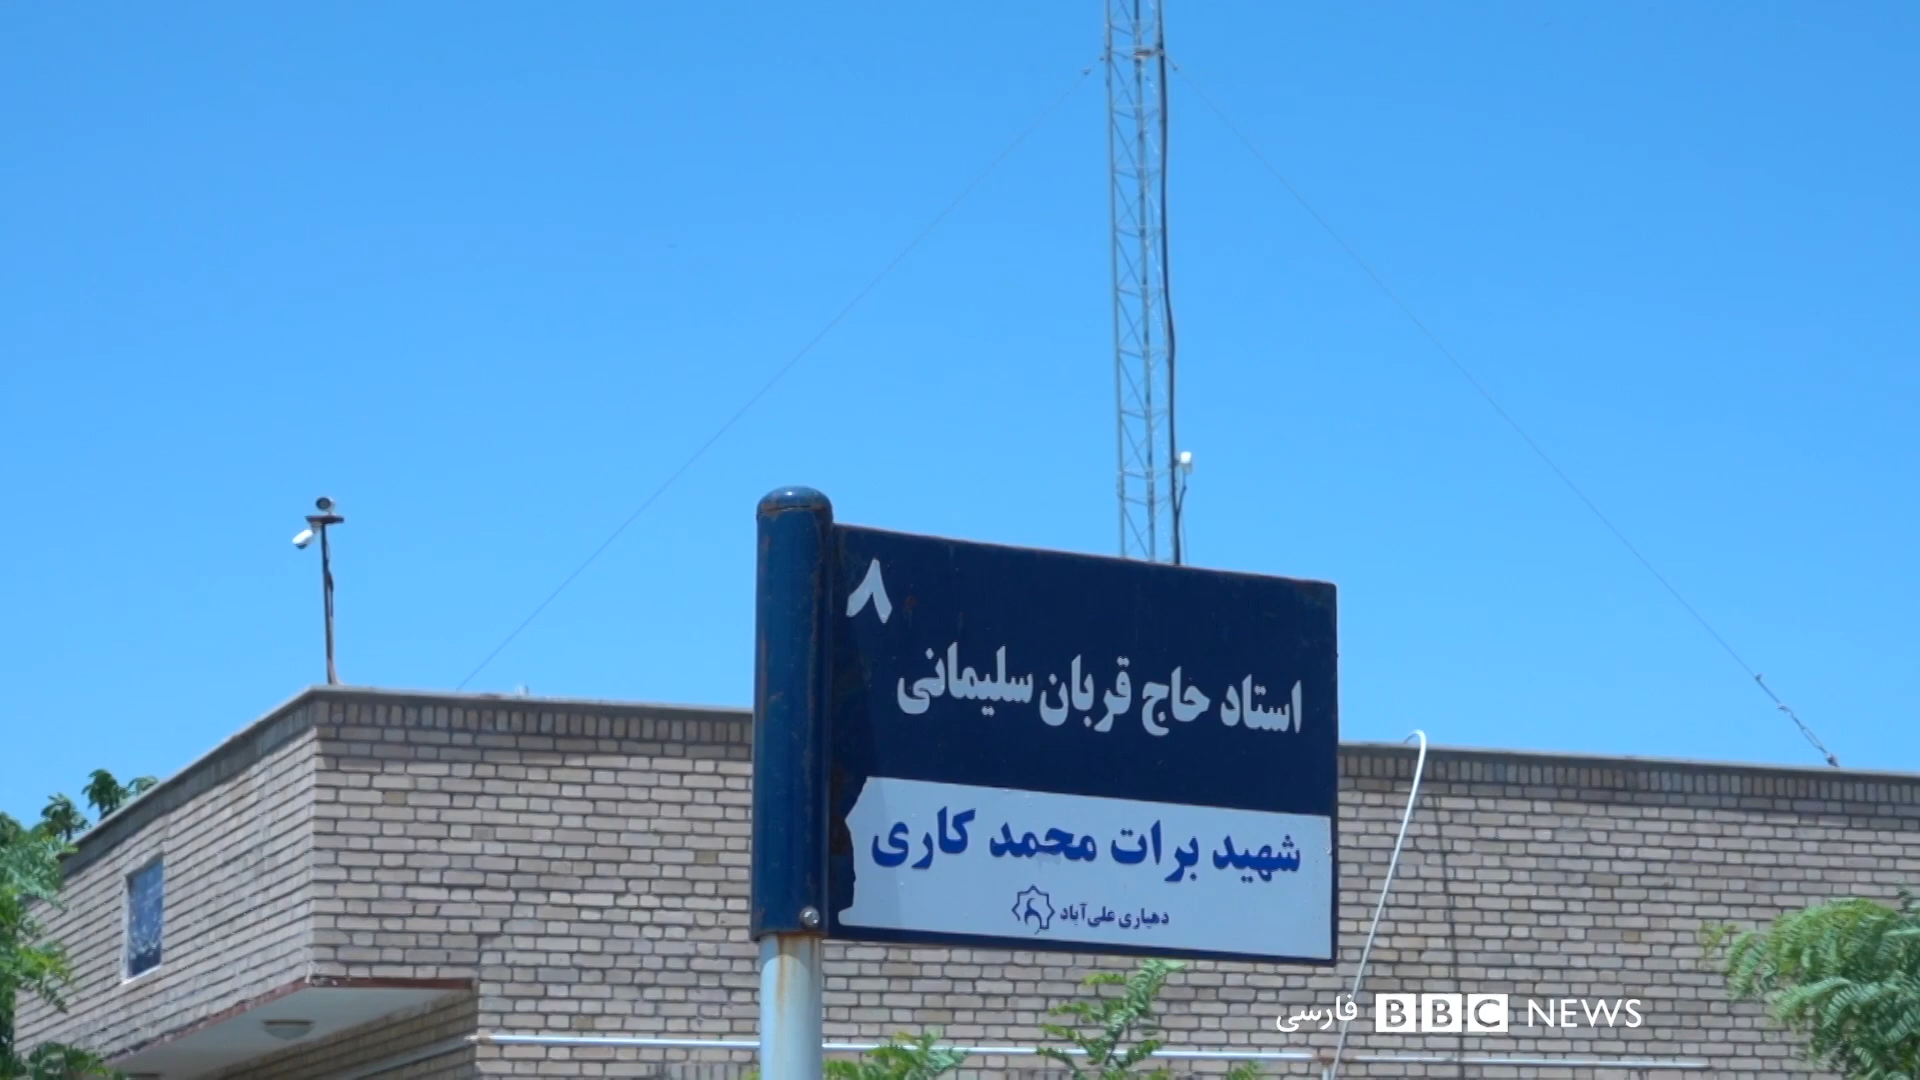 ۸
استاد حاج قربان سلیمانی
شهید برات محمد کاری
دهیاری علی‌آباد
BBC NEWS فارسی